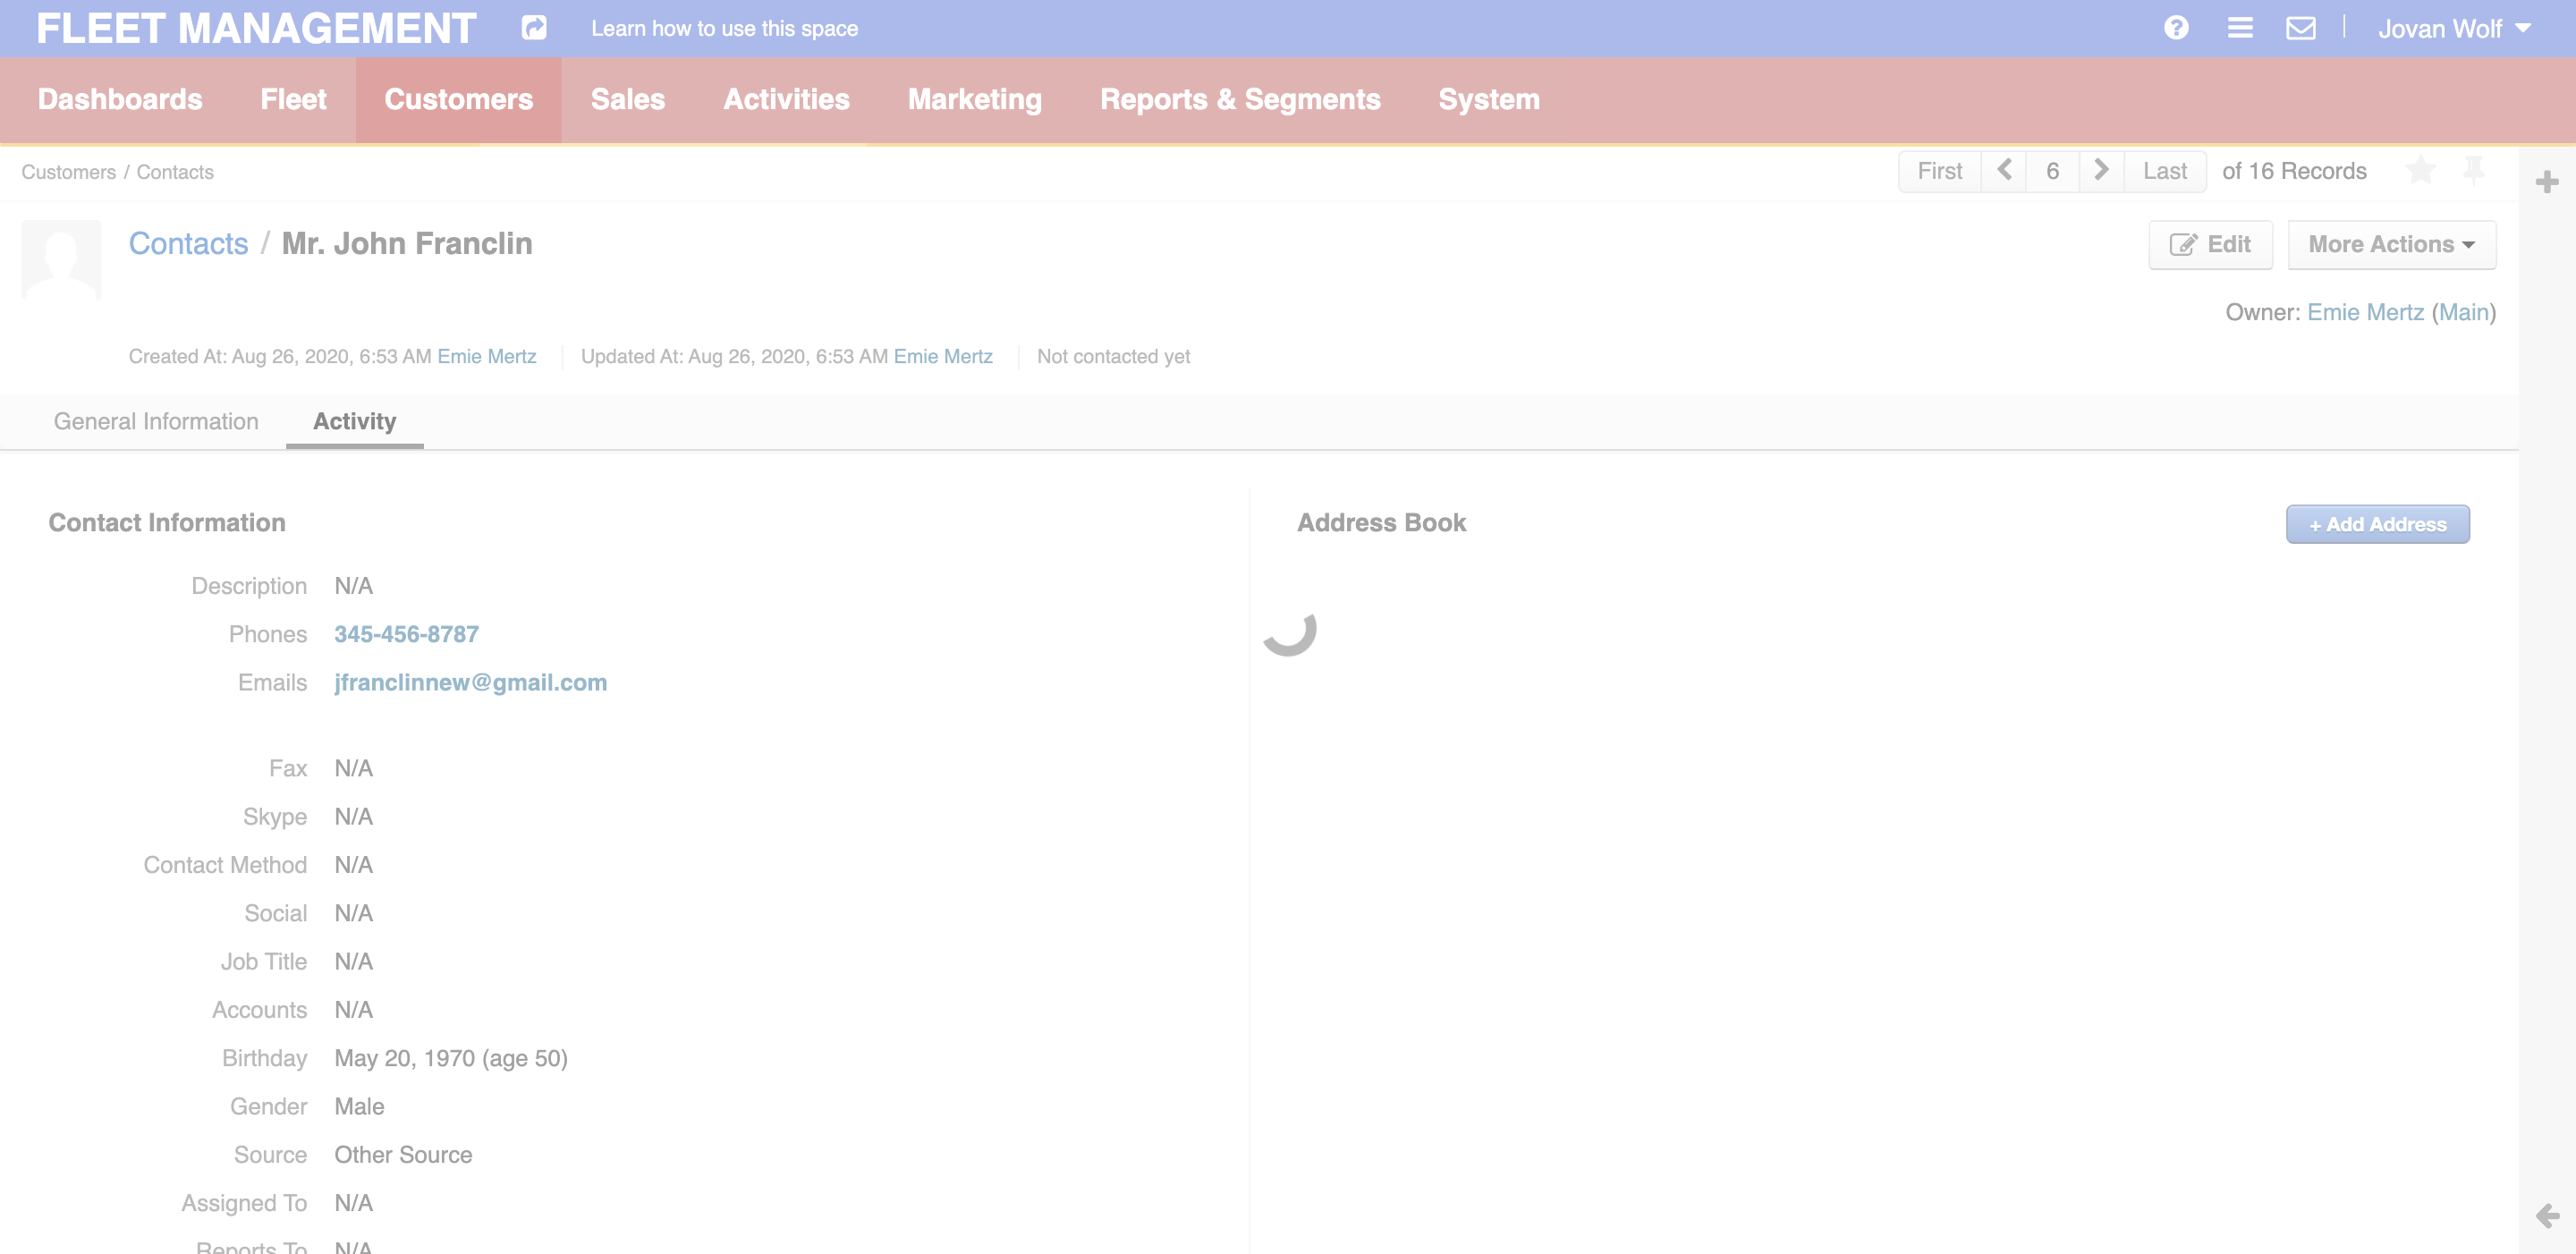 FLEET MANAGEMENT Learn how to use this space Jovan Wolf
Dashboards Fleet Customers Sales Activities Marketing Reports & Segments System
Customers / Contacts First 6 Last of 16 Records
Contacts / Mr. John Franclin Edit More Actions
Owner: Emie Mertz (Main)
Created At: Aug 26, 2020, 6:53 AM Emie Mertz Updated At: Aug 26, 2020, 6:53 AM Emie Mertz Not contacted yet
General Information Activity
Contact Information Address Book + Add Address
Description N/A
Phones 345-456-8787
Emails jfranclinnew@gmail.com
Fax N/A
Skype N/A
Contact Method N/A
Social N/A
Job Title N/A
Accounts N/A
Birthday May 20, 1970 (age 50)
Gender Male
Source Other Source
Assigned To N/A
Reports To N/A